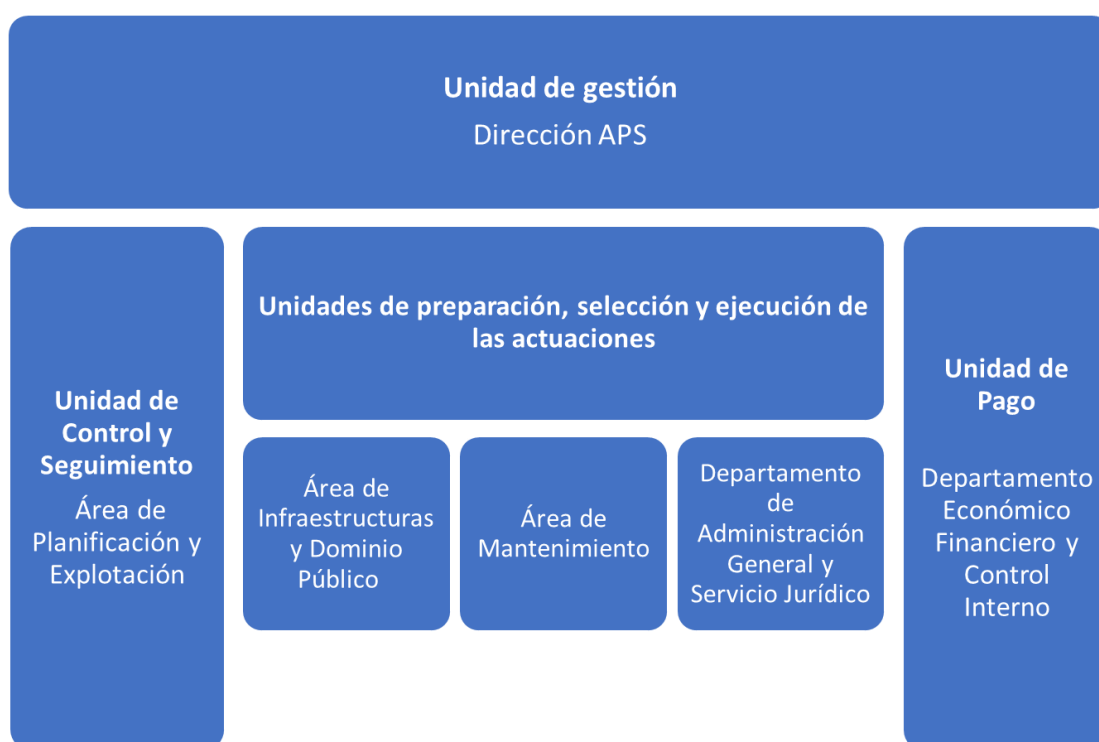 Unidad de gestión
Dirección APS
Unidad de
Control y
Seguimiento
Área de
Planificación y
Explotación
Unidades de preparación, selección y ejecución de
las actuaciones
Área de
Infraestructuras
y Dominio
Público
Área de
Mantenimiento
Departamento
de
Administración
General y
Servicio Jurídico
Unidad de
Pago
Departamento
Económico
Financiero y
Control
Interno